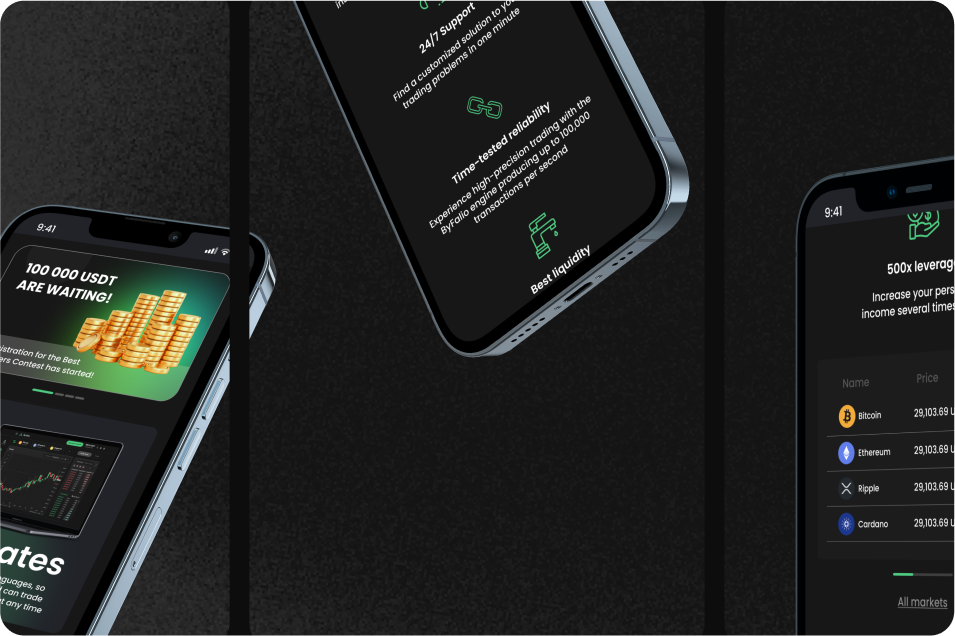 9:41
100 000 USDT
ARE WAITING!
istration for the Best
ers Contest has started!
ates
nguages, so
d can trade
at any time
24/7 Support
Find a customized solution to yo
trading problems in one minute
Time-tested reliability
Experience high-precision trading with the
ByFalio engine producing up to 100,000
transactions per second
Best liquidity
9:41
500x leverag
Increase your pers
income several times
Name Price
Bitcoin 29,103.69 U
Ethereum 29,103.69 U
Ripple 29,103.69 U
Cardano 29,103.69 U
All markets